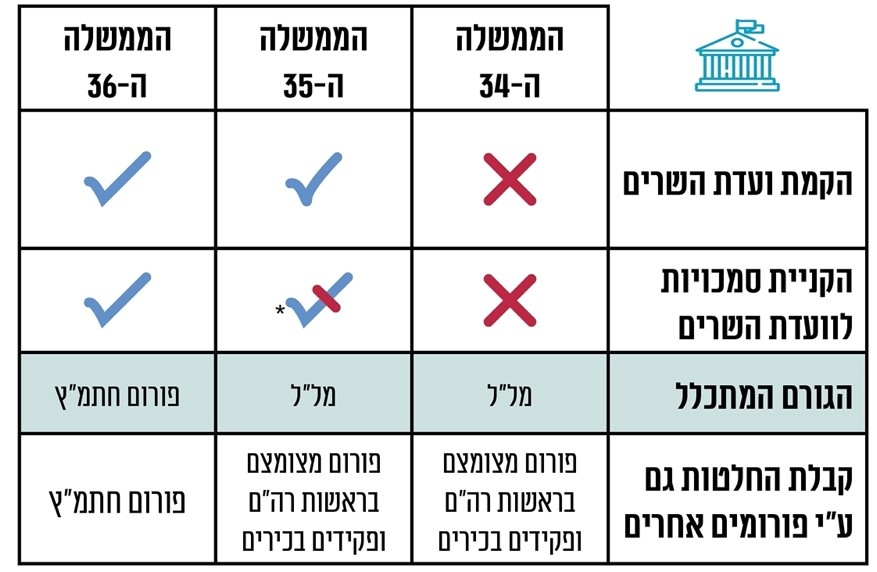 הממשלה
ה-34
הממשלה
ה-35
הממשלה
ה-36
הקמת ועדת השרים
הקניית סמכויות
לוועדת השרים
*
הגורם המתכלל
מל"ל
מל"ל
פורום חתמ"ץ
קבלת החלטות גם
ע"י פורומים אחרים
פורום מצומצם
בראשות רה"מ
ופקידים בכירים
פורום מצומצם
בראשות רה"מ
ופקידים בכירים
פורום חתמ"ץ